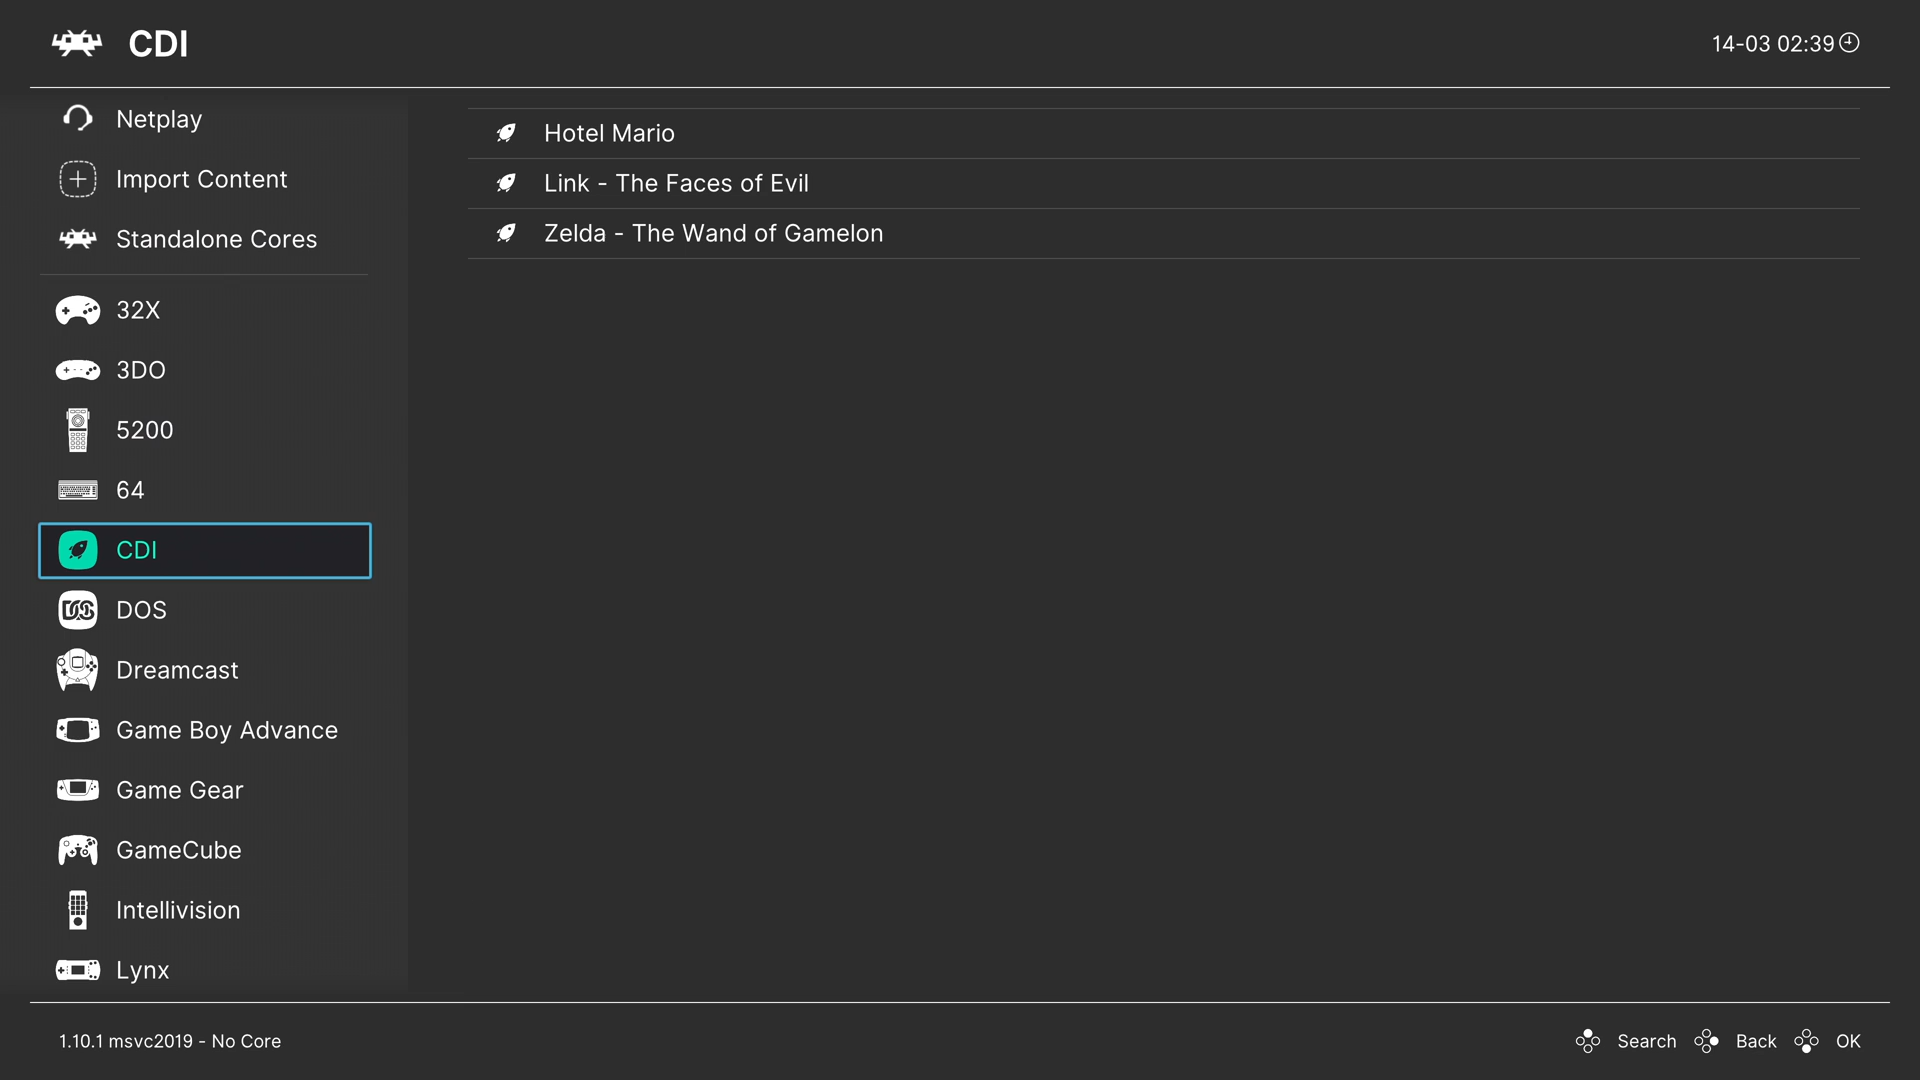 CDI
14-03 02:39
Netplay
Import Content
Standalone Cores
32X
3DO
5200
64
CDI
DOS
Dreamcast
Game Boy Advance
Game Gear
GameCube
Intellivision
Lynx
Hotel Mario
Link - The Faces of Evil
Zelda - The Wand of Gamelon
1.10.1 msvc2019 - No Core
Search Back OK